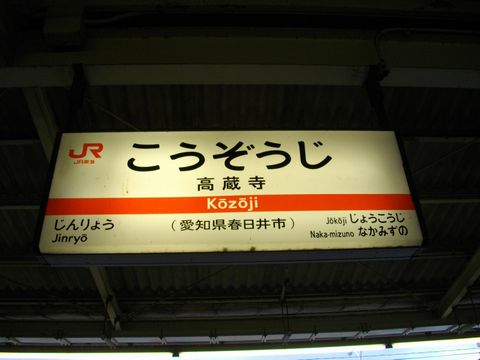 JR
JR東海
こうぞうじ
高蔵寺
Kōzōji
じんりょう
Jinryō
（愛知県春日井市）
Jōkōji じょうこうじ
Naka-mizuno なかみずの